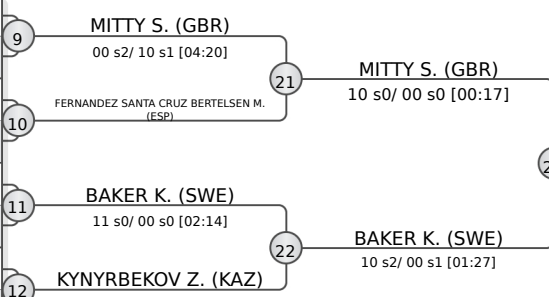 9
MITTY S. (GBR)
00 s2/ 10 s1 [04:20]
21
MITTY S. (GBR)
10 s0/ 00 s0 [00:17]
10
FERNANDEZ SANTA CRUZ BERTELSEN M.
(ESP)
11
BAKER K. (SWE)
11 s0/ 00 s0 [02:14]
22
BAKER K. (SWE)
10 s2/ 00 s1 [01:27]
12
KYNYRBEKOV Z. (KAZ)